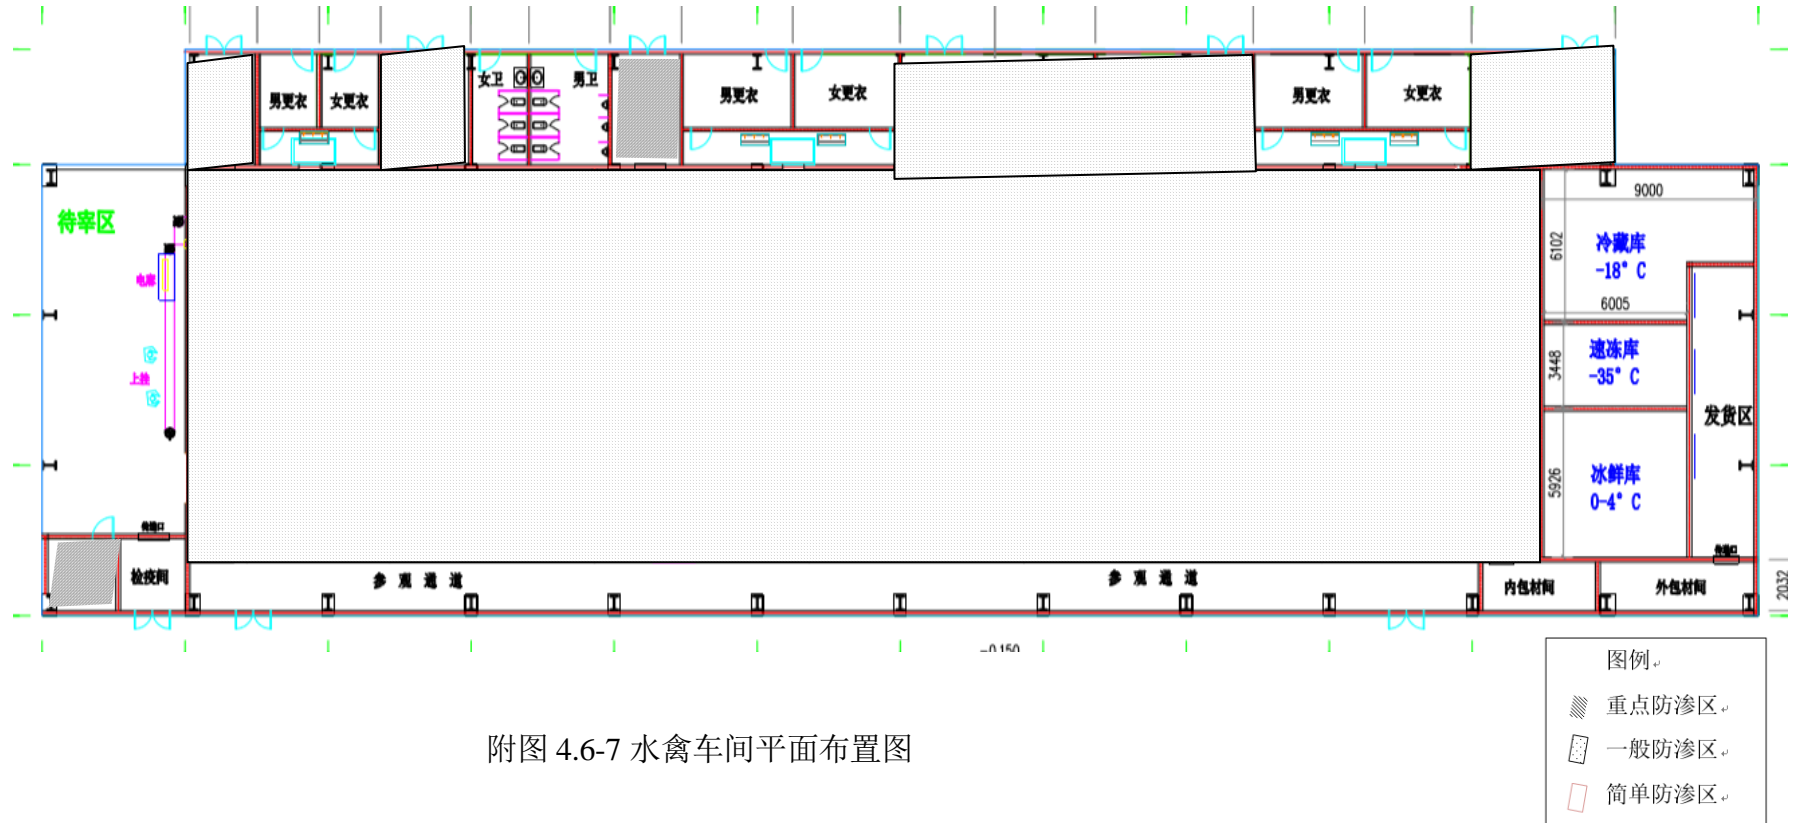 女卫
男卫
男更衣
女更衣
男更衣
女更衣
男更衣
女更衣
待宰区
9000
6102
冷藏库
-18° C
6005
上挂
速冻库
-35° C
3448
发货区
冰鲜库
0-4° C
5926
检疫间
参观通道
参观通道
内包材间
外包材间
2032
-0.150
图例
重点防渗区
一般防渗区
简单防渗区
附图 4.6-7 水禽车间平面布置图